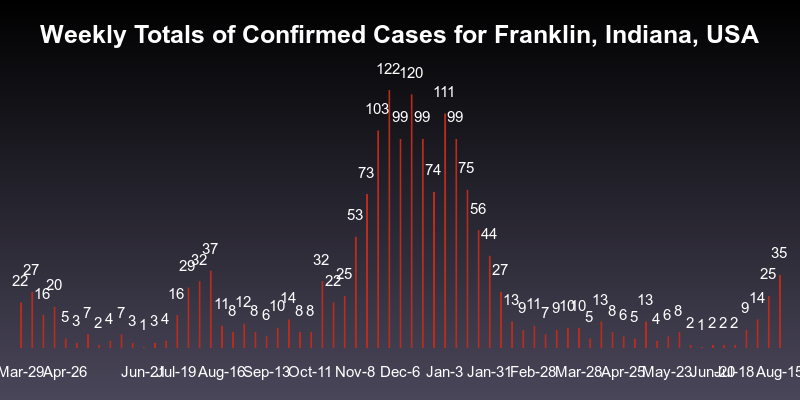 Weekly Totals of Confirmed Cases for Franklin, Indiana, USA
22 27 16 20 5 3 7 2 4 7 3 1 3 4 16 29 32 37 11 8 12 8 6 10 14 8 8 32 22 25 53 73 103 122 99 120 99 74 111 99 75 56 44 27 13 9 11 7 9 10 10 5 13 8 6 5 13 4 6 8 2 1 2 2 2 9 14 25 35
Mar-29 Apr-26 Jun-21 Jul-19 Aug-16 Sep-13 Oct-11 Nov-8 Dec-6 Jan-3 Jan-31 Feb-28 Mar-28 Apr-25 May-23 Jun-20 Jul-18 Aug-15